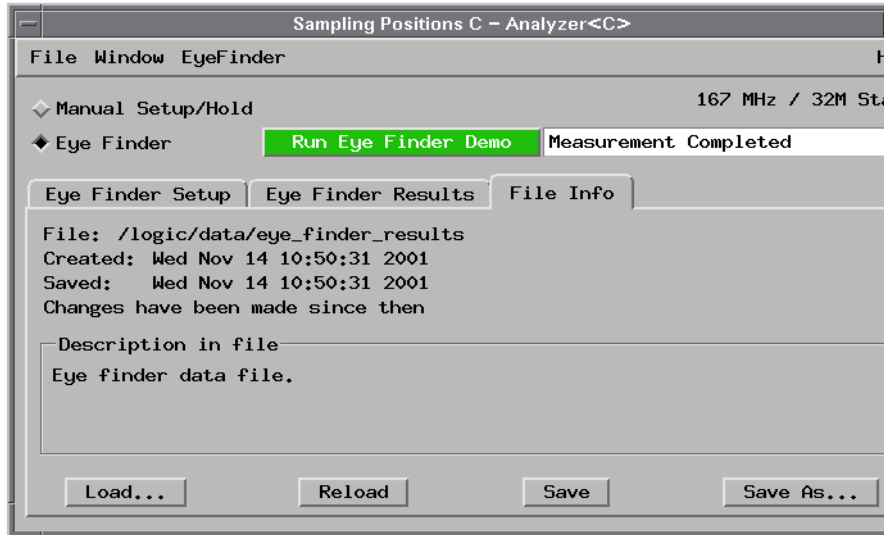 Sampling Positions C – Analyzer<C>
File Window EyeFinder
Manual Setup/Hold
167 MHz / 32M
Eye Finder
Run Eye Finder Demo
Measurement Completed
Eye Finder Setup
Eye Finder Results
File Info
File: /logic/data/eye_finder_results
Created: Wed Nov 14 10:50:31 2001
Saved: Wed Nov 14 10:50:31 2001
Changes have been made since then
Description in file
Eye finder data file.
Load...
Reload
Save
Save As...